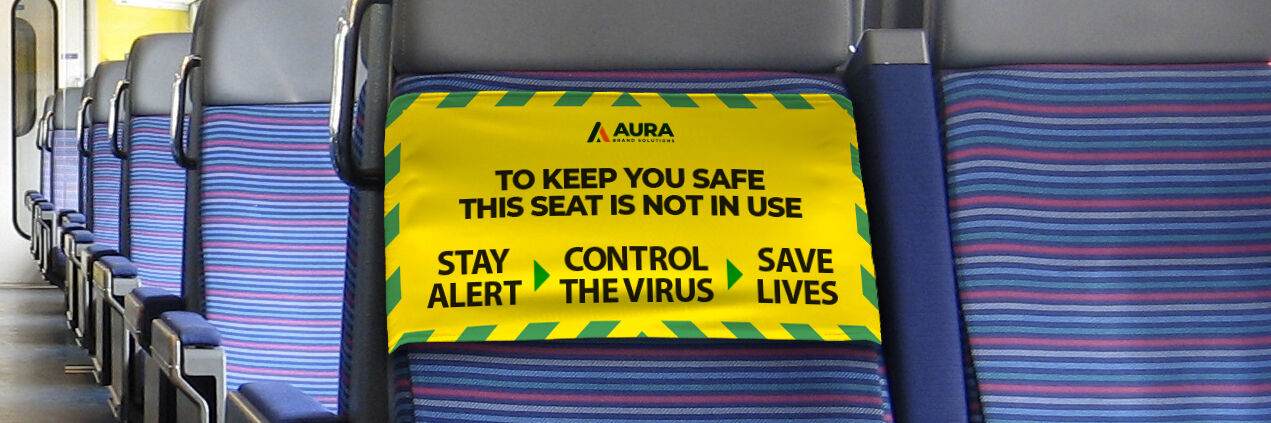 AURA
BRAND SOLUTIONS
TO KEEP YOU SAFE
THIS SEAT IS NOT IN USE
STAY ALERT
CONTROL THE VIRUS
SAVE LIVES